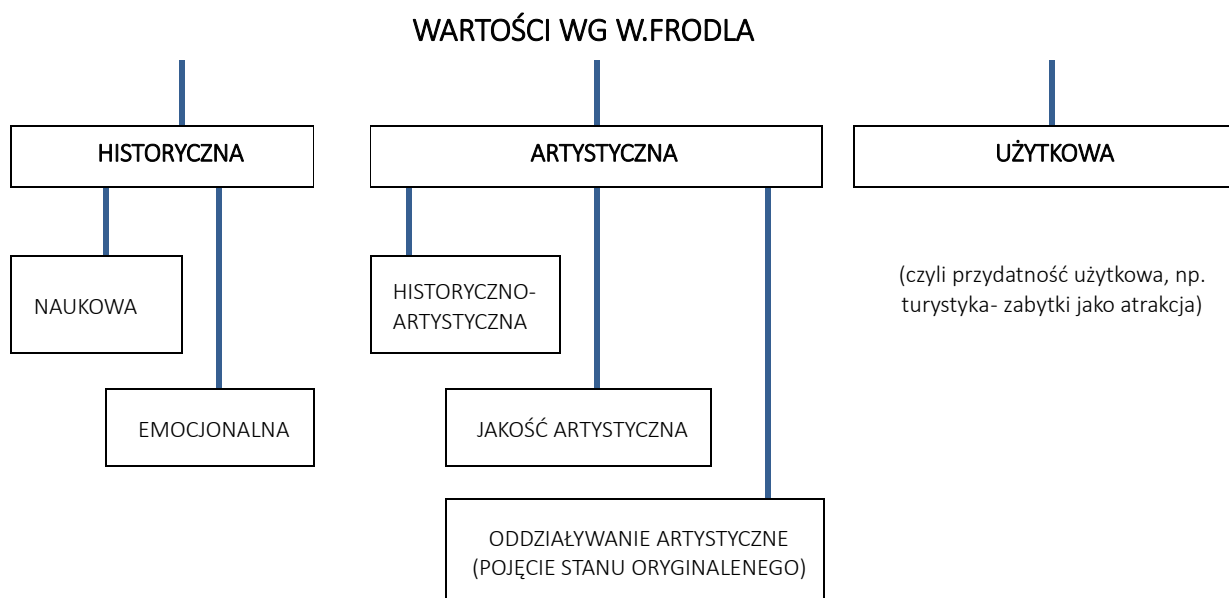 WARTOŚCI WG W.FRODLA
HISTORYCZNA
ARTYSTYCZNA
UŻYTKOWA
NAUKOWA
HISTORYCZNO-
ARTYSTYCZNA
(czyli przydatność użytkowa, np.
turystyka- zabytki jako atrakcja)
EMOCJONALNA
JAKOŚĆ ARTYSTYCZNA
ODDZIAŁYWANIE ARTYSTYCZNE
(POJĘCIE STANU ORYGINALENEGO)